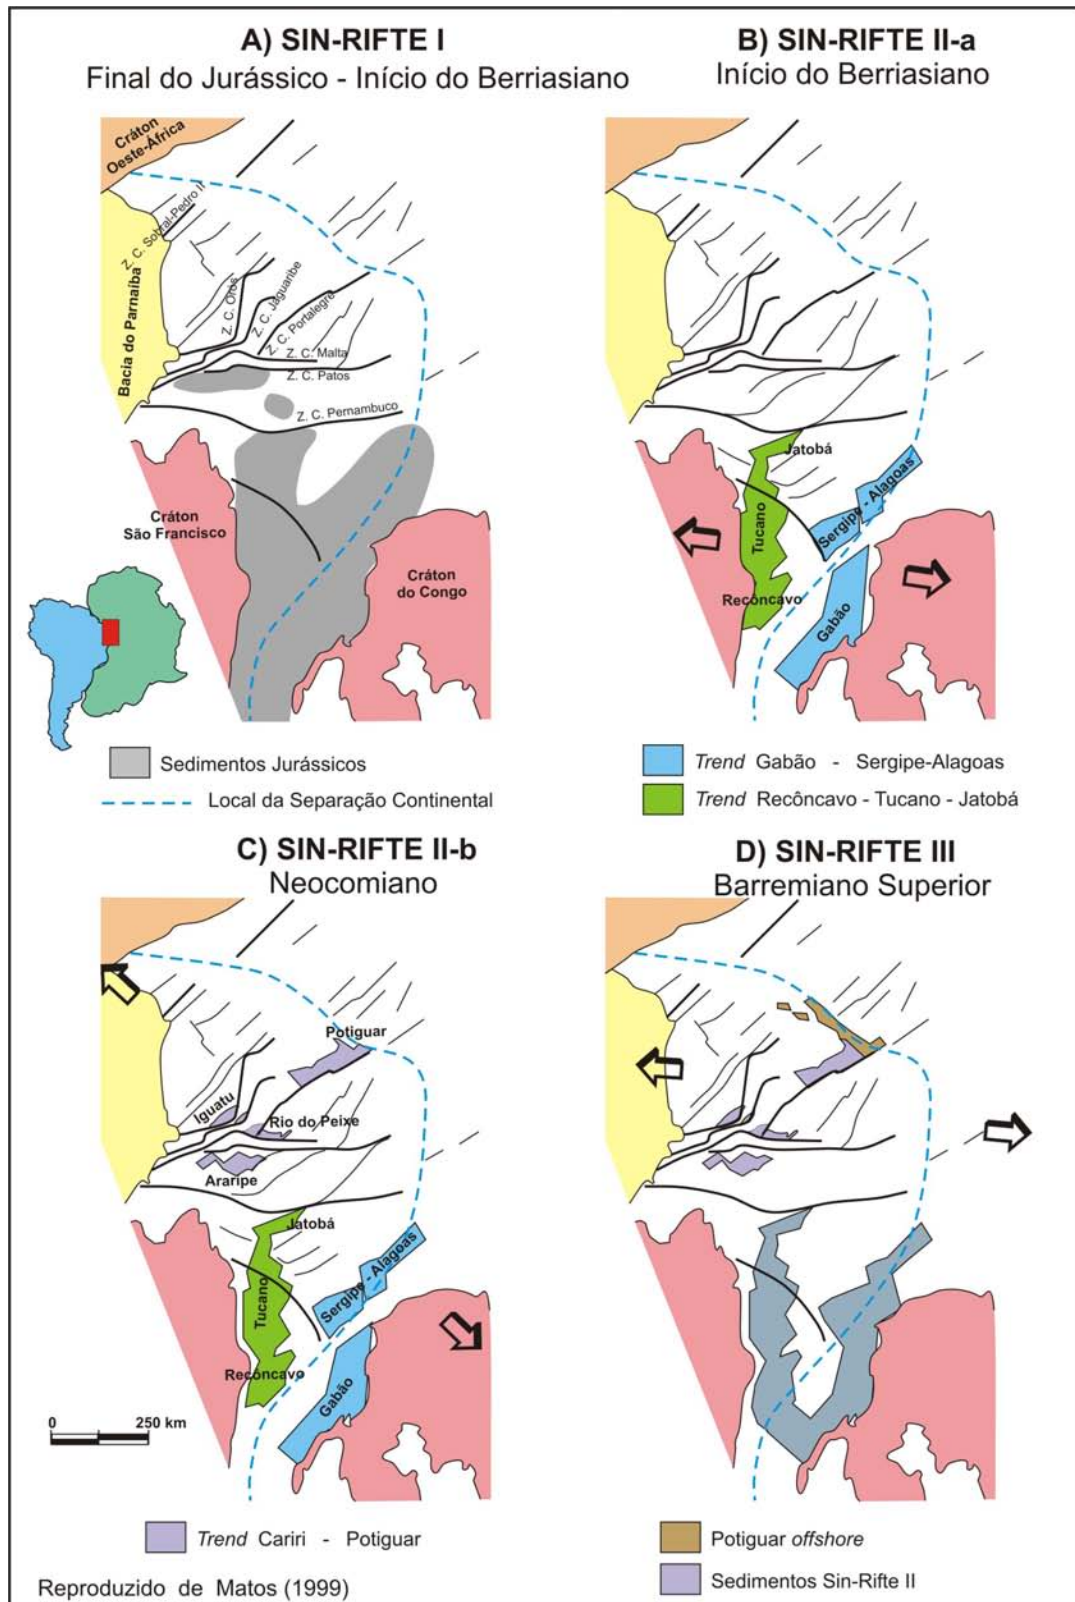 A) SIN-RIFTE I
Final do Jurássico - Início do Berriasiano
Cráton
Oeste-África
Z. C. Sobral-Pedro II
Bacia do Parnaíba
Z. C. Orós
Z. C. Jaguaribe
Z. C. Portalegre
Z. C. Malta
Z. C. Patos
Z. C. Pernambuco
Cráton
São Francisco
Cráton
do Congo
Sedimentos Jurássicos
Local da Separação Continental
B) SIN-RIFTE II-a
Início do Berriasiano
Jatobá
Sergipe - Alagoas
Tucano
Recôncavo
Gabão
Trend Gabão - Sergipe-Alagoas
Trend Recôncavo - Tucano - Jatobá
C) SIN-RIFTE II-b
Neocomiano
Potiguar
Iguatu
Rio do Peixe
Araripe
Jatobá
Sergipe - Alagoas
Tucano
Recôncavo
Gabão
0 250 km
Trend Cariri - Potiguar
D) SIN-RIFTE III
Barremiano Superior
Potiguar offshore
Sedimentos Sin-Rifte II
Reproduzido de Matos (1999)